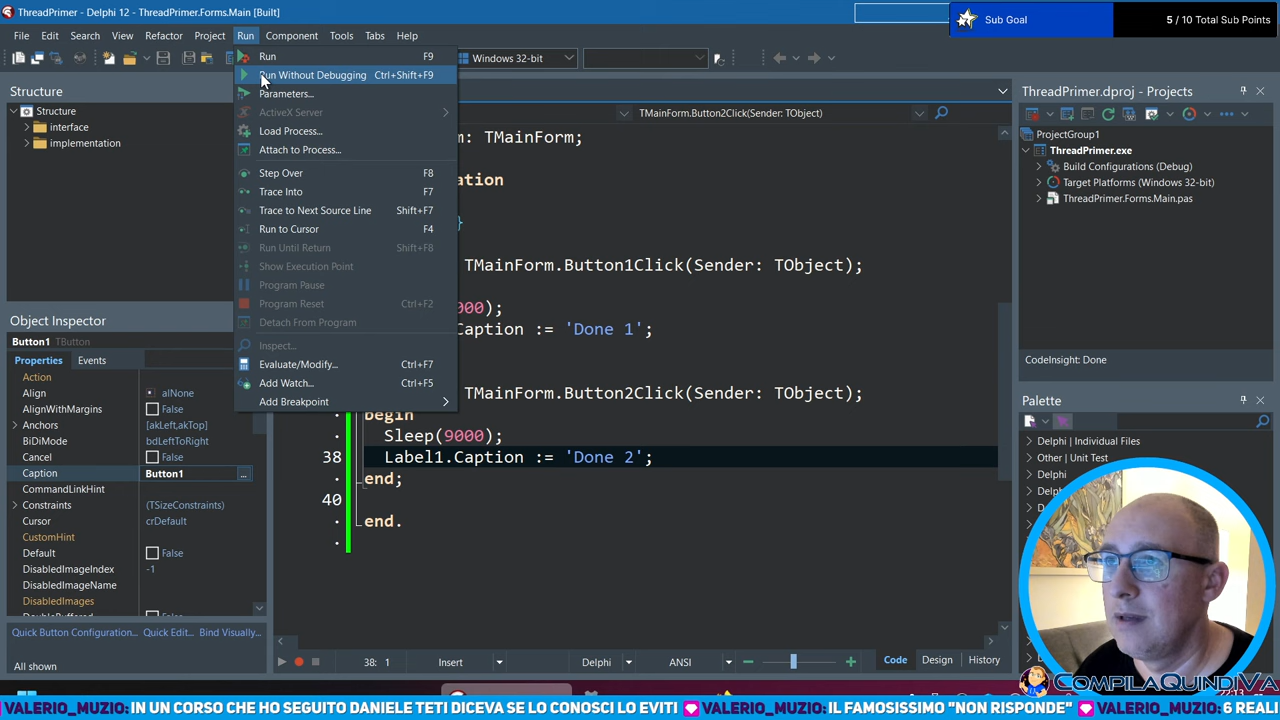 ThreadPrimer - Delphi 12 - ThreadPrimer.Forms.Main [Built]
Sub Goal
5 / 10 Total Sub Points
File Edit Search View Refactor Project Run Component Tools Tabs Help
Windows 32-bit
Run F9
Run Without Debugging Ctrl+Shift+F9
Parameters...
ActiveX Server
Load Process...
Attach to Process...
Step Over F8
Trace Into F7
Trace to Next Source Line Shift+F7
Run to Cursor F4
Run Until Return Shift+F8
Show Execution Point
Program Pause
Program Reset Ctrl+F2
Detach From Program
Inspect...
Evaluate/Modify... Ctrl+F7
Add Watch... Ctrl+F5
Add Breakpoint
Structure
Structure
interface
implementation
Object Inspector
Button1 TButton
Properties Events
Action
Align alNone
AlignWithMargins False
Anchors [akLeft,akTop]
BiDiMode bdLeftToRight
Cancel False
Caption Button1
CommandLinkHint
Constraints (TSizeConstraints)
Cursor crDefault
CustomHint
Default False
DisabledImageIndex -1
DisabledImageName
DisabledImages
Quick Button Configuration... Quick Edit... Bind Visually...
All shown
TMainForm.Button2Click(Sender: TObject)
: TMainForm;
ation
}
TMainForm.Button1Click(Sender: TObject);
000);
.Caption := 'Done 1';
TMainForm.Button2Click(Sender: TObject);
begin
Sleep(9000);
38 Label1.Caption := 'Done 2';
end;
40
end.
38: 1 Insert Delphi ANSI Code Design History
ThreadPrimer.dproj - Projects
ProjectGroup1
ThreadPrimer.exe
Build Configurations (Debug)
Target Platforms (Windows 32-bit)
ThreadPrimer.Forms.Main.pas
CodeInsight: Done
Palette
Delphi | Individual Files
Other | Unit Test
Delphi
Delph
COMPILAQUINDIVA
VALERIO_MUZIO: IN UN CORSO CHE HO SEGUITO DANIELE TETI DICEVA SE LO CONOSCI LO EVITI VALERIO_MUZIO: IL FAMOSISSIMO "NON RISPONDE" VALERIO_MUZIO: 6 REALI